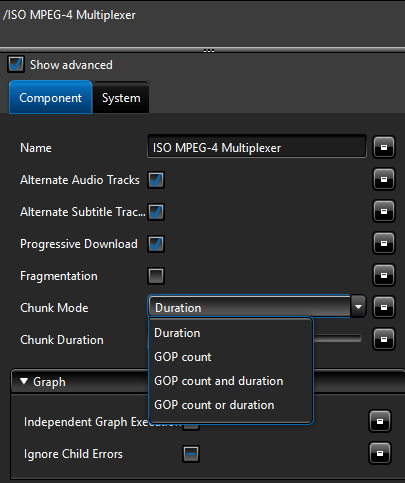 /ISO MPEG-4 Multiplexer
Show advanced
Component System
Name ISO MPEG-4 Multiplexer
Alternate Audio Tracks
Alternate Subtitle Trac...
Progressive Download
Fragmentation
Chunk Mode Duration
Chunk Duration
Duration
GOP count
GOP count and duration
GOP count or duration
Graph
Independent Graph Execution
Ignore Child Errors